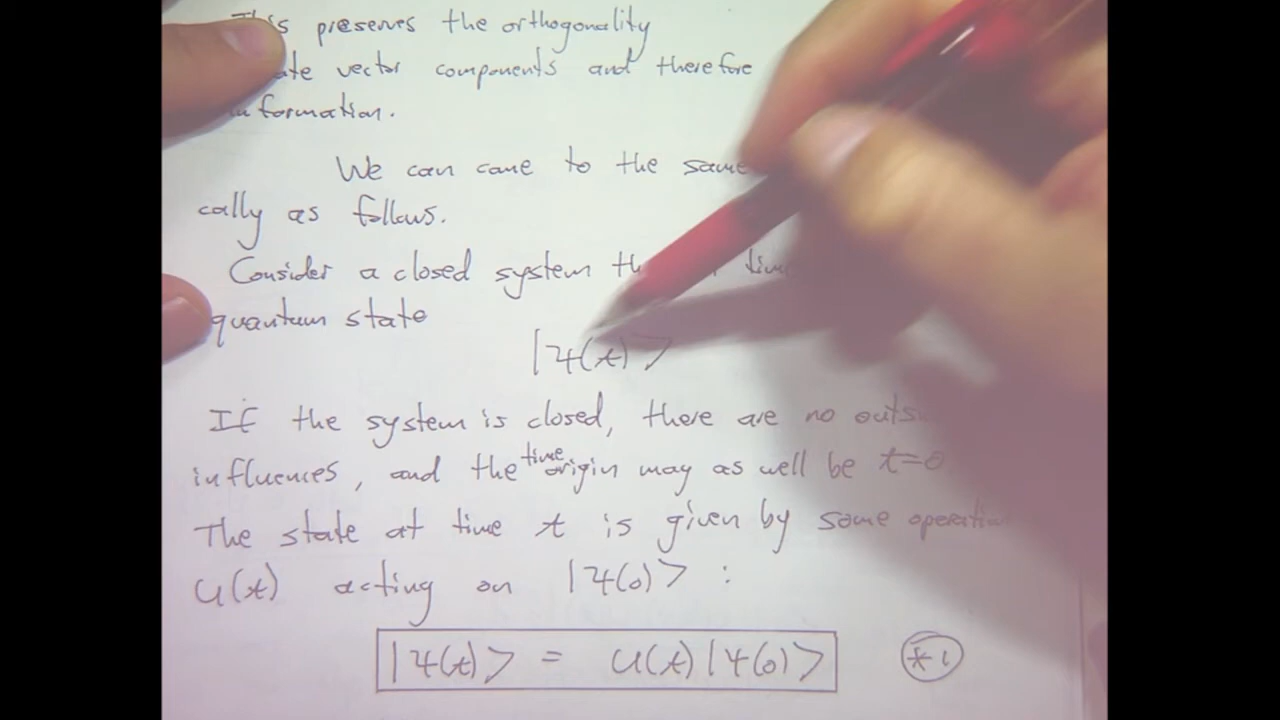 preserves the orthogonality
vector components and therefore
formation.
We can come to the same
cally as follows.
Consider a closed system
quantum state
|Ψ(t)>
If the system is closed, there are no
influences, and the time origin may as well be t=0
The state at time t is given by some
U(t) acting on |Ψ(0)> :
|Ψ(t)> = U(t)|Ψ(0)> *1